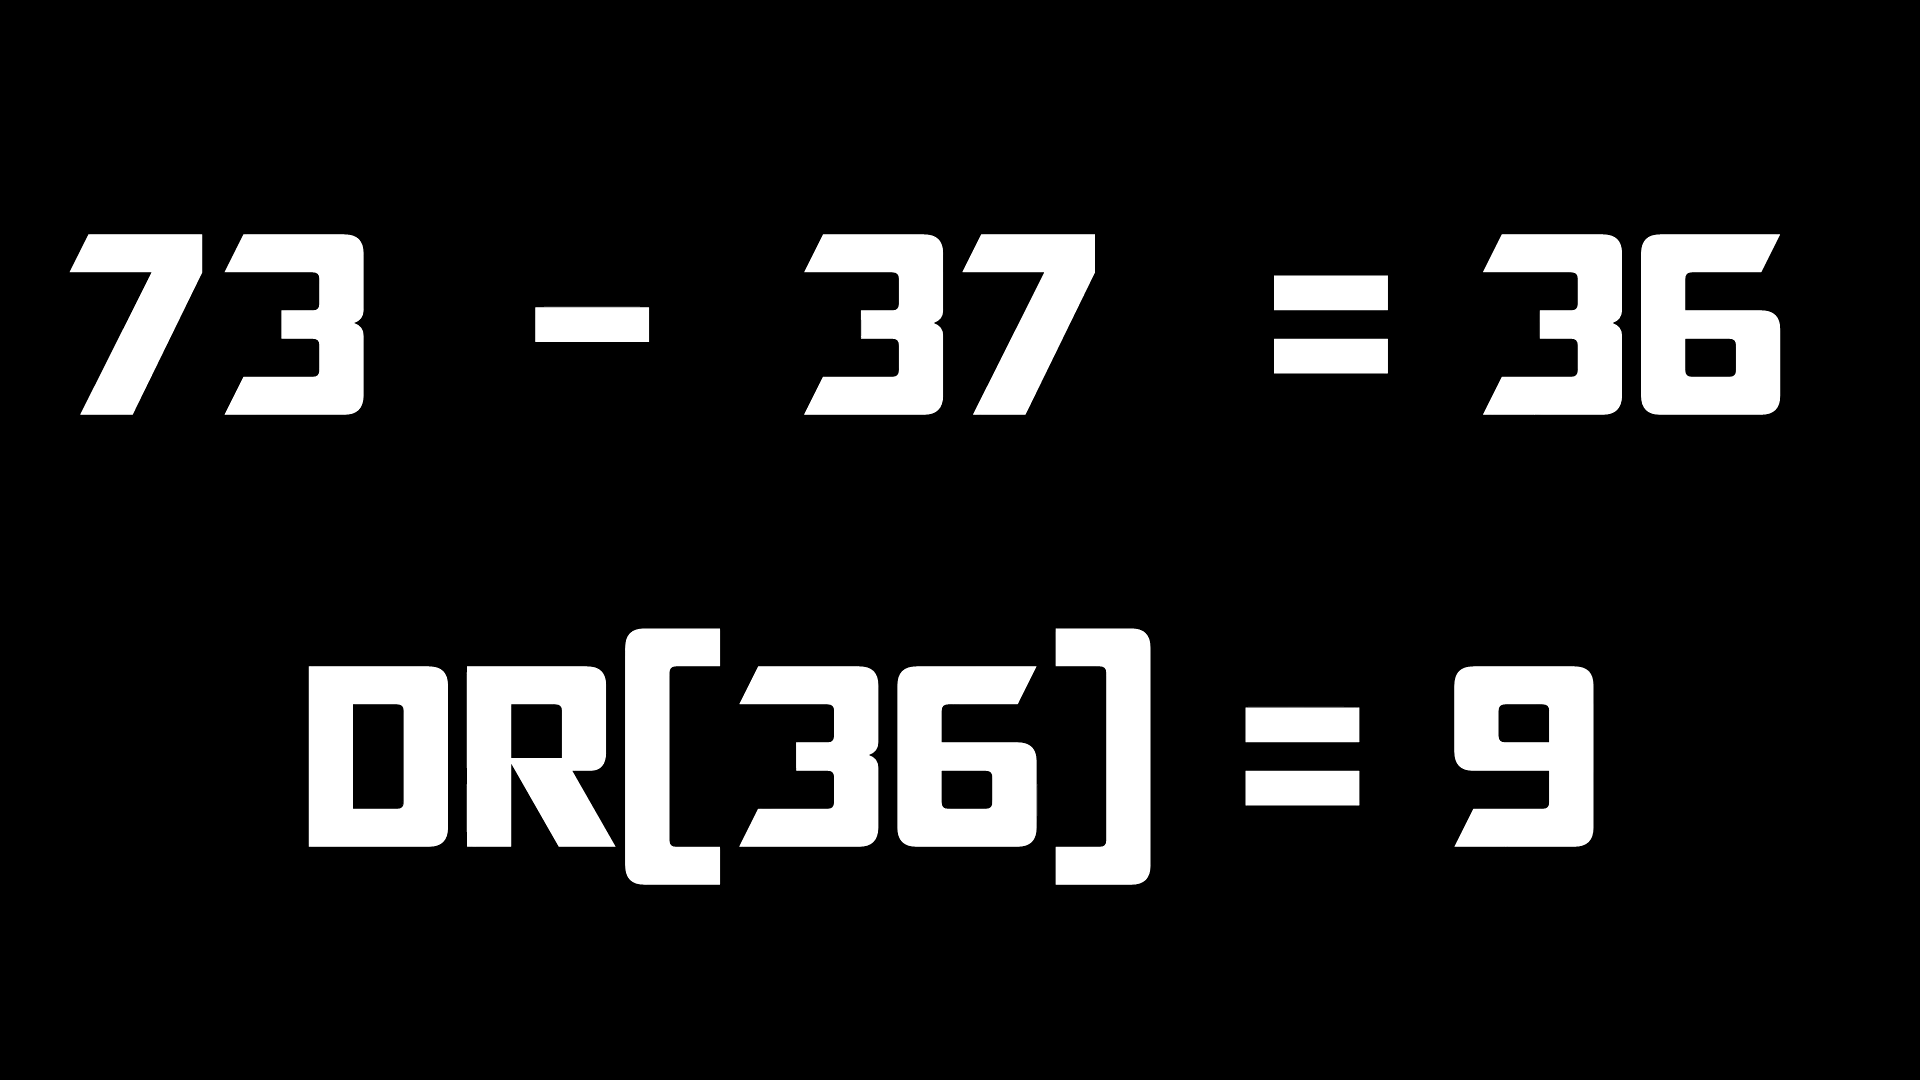 73 - 37 = 36
DR[36] = 9